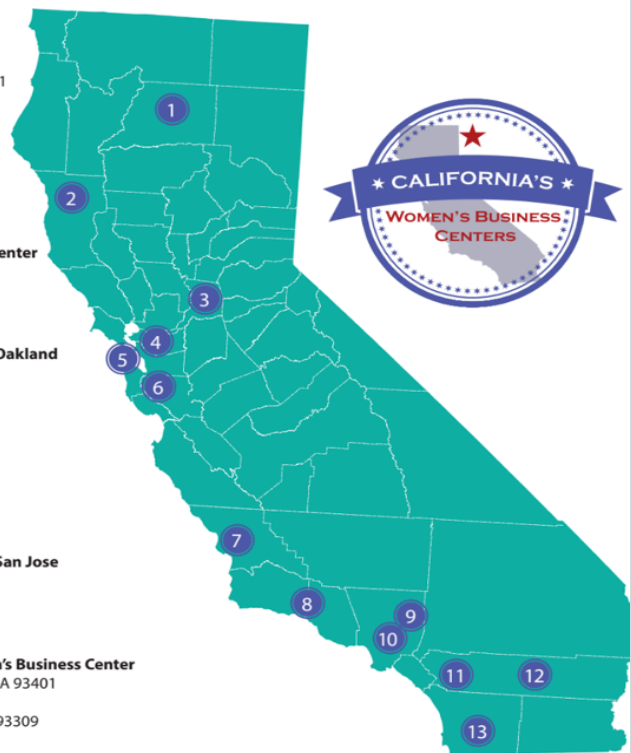 1
enter
Oakland
San Jose
's Business Center
A 93401
93309
CALIFORNIA'S
WOMEN'S BUSINESS
CENTERS
1
2
3
4
5
6
7
8
9
10
11
12
13